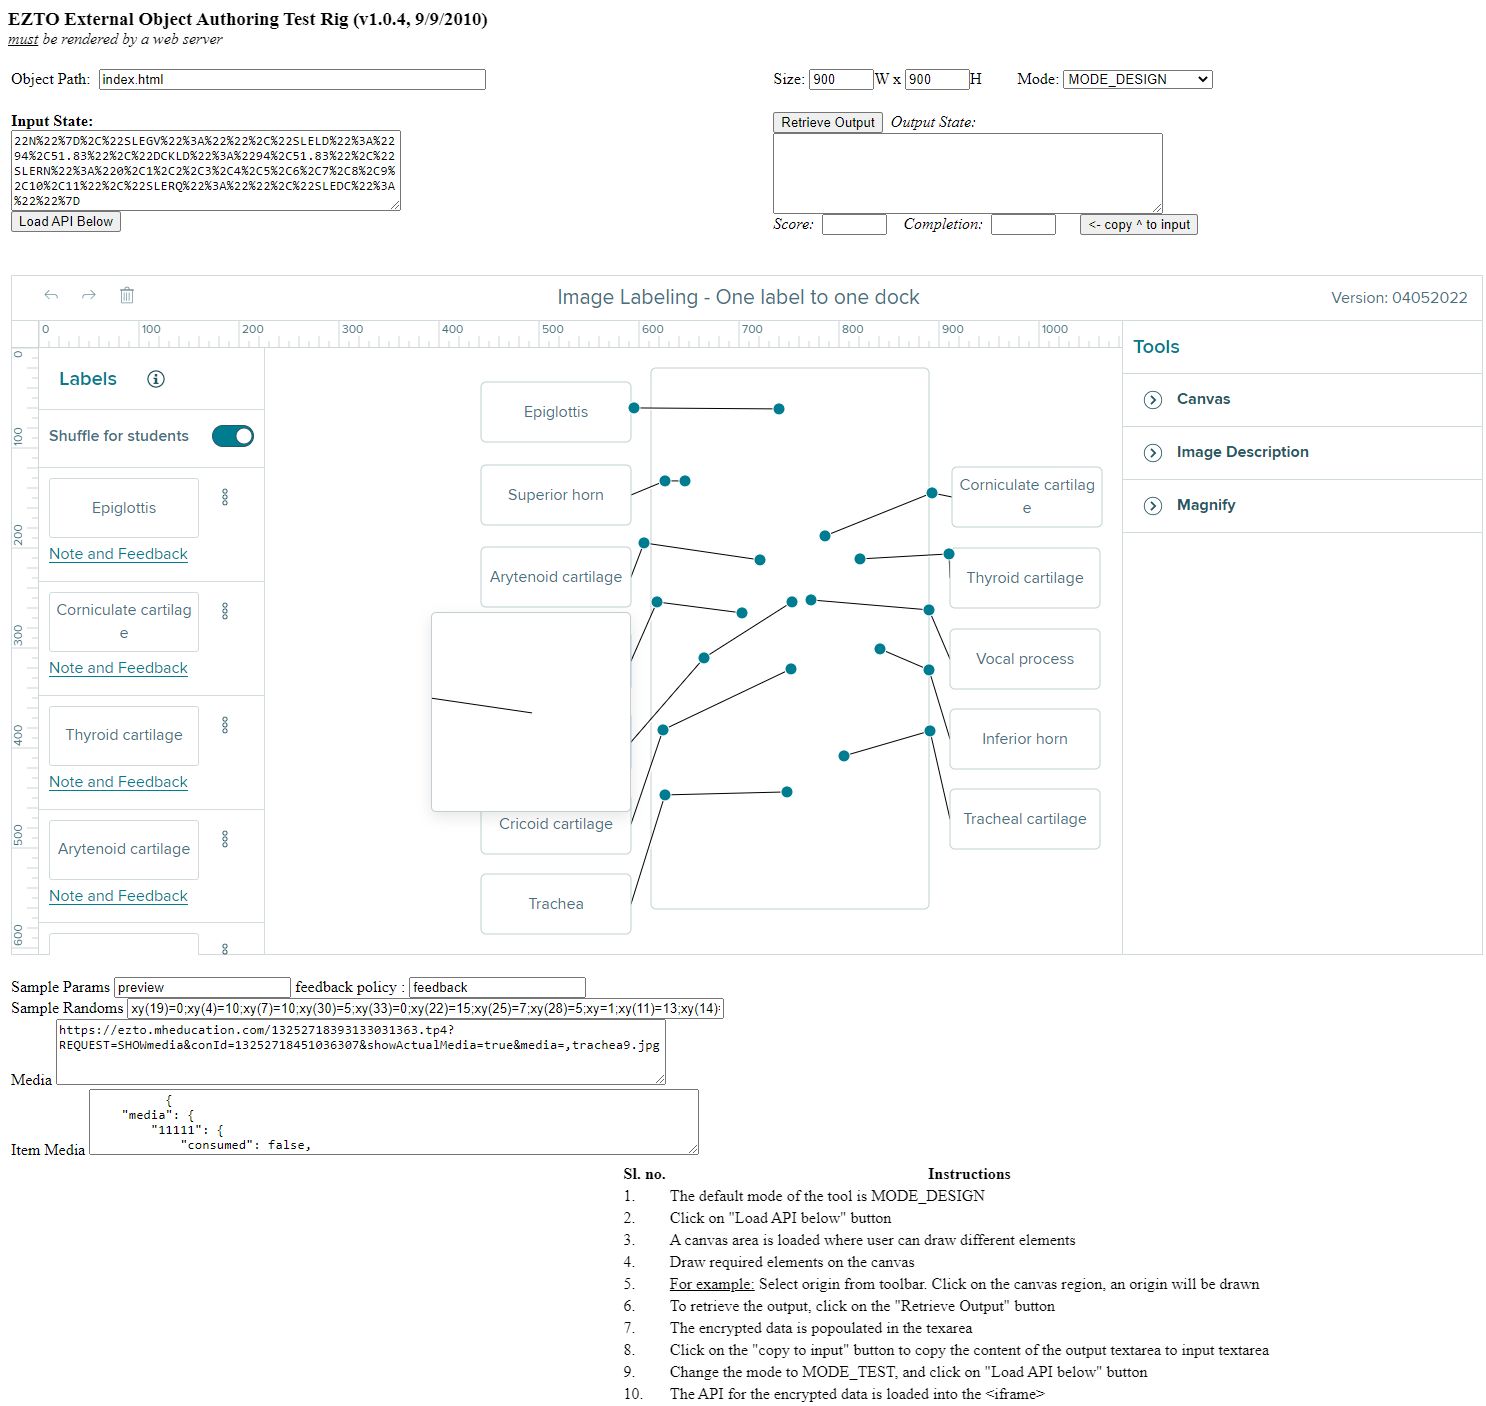 EZTO External Object Authoring Test Rig (v1.0.4, 9/9/2010)
must be rendered by a web server
Object Path: index.html
Size: 900 W x 900 H Mode: MODE_DESIGN
Input State:
22N%22%7D%2C%22SLEGV%22%3A%22%22%2C%22SLELD%22%3A%22
94%2C51.83%22%2C%22DCKLD%22%3A%2294%2C51.83%22%2C%22
SLERN%22%3A%220%2C1%2C2%2C3%2C4%2C5%2C6%2C7%2C8%2C9%
2C10%2C11%22%2C%22SLERQ%22%3A%22%22%2C%22SLEDC%22%3A
%22%22%7D
Load API Below
Retrieve Output Output State:
Score: Completion: <- copy ^ to input
Image Labeling - One label to one dock
Version: 04052022
0 100 200 300 400 500 600 700 800 900 1000
0
100
200
300
400
500
600
Labels
Shuffle for students
Epiglottis
Note and Feedback
Corniculate cartilag
e
Note and Feedback
Thyroid cartilage
Note and Feedback
Arytenoid cartilage
Note and Feedback
Epiglottis
Superior horn
Arytenoid cartilage
Cricoid cartilage
Trachea
Corniculate cartilag
e
Thyroid cartilage
Vocal process
Inferior horn
Tracheal cartilage
Tools
Canvas
Image Description
Magnify
Sample Params preview feedback policy : feedback
Sample Randoms xy(19)=0;xy(4)=10;xy(7)=10;xy(30)=5;xy(33)=0;xy(22)=15;xy(25)=7;xy(28)=5;xy=1;xy(11)=13;xy(14)=
https://ezto.mheducation.com/13252718393133031363.tp4?
REQUEST=SHOWmedia&conId=13252718451036307&showActualMedia=true&media=,trachea9.jpg
Media
{
"media": {
"11111": {
"consumed": false,
Item Media
Sl. no. Instructions
1. The default mode of the tool is MODE_DESIGN
2. Click on "Load API below" button
3. A canvas area is loaded where user can draw different elements
4. Draw required elements on the canvas
5. For example: Select origin from toolbar. Click on the canvas region, an origin will be drawn
6. To retrieve the output, click on the "Retrieve Output" button
7. The encrypted data is popoulated in the texarea
8. Click on the "copy to input" button to copy the content of the output textarea to input textarea
9. Change the mode to MODE_TEST, and click on "Load API below" button
10. The API for the encrypted data is loaded into the <iframe>